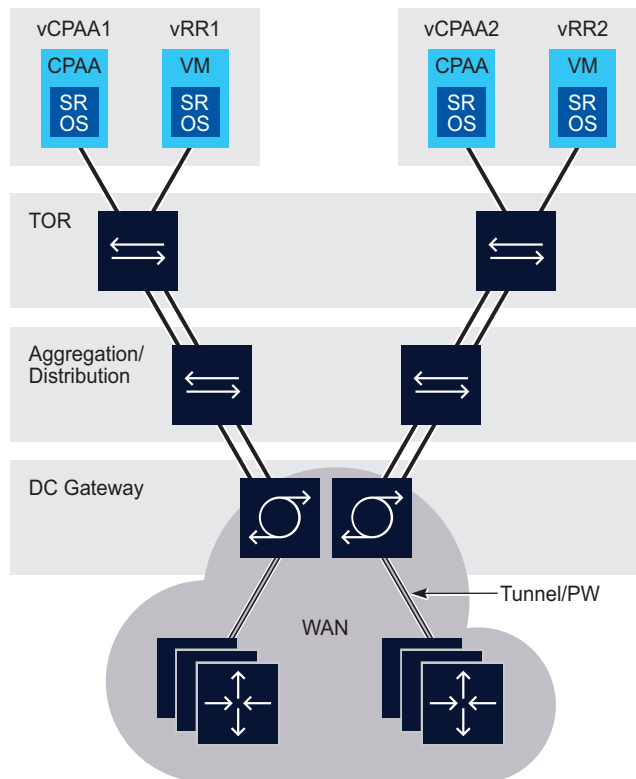 vCPAA1
vRR1
vCPAA2
vRR2
CPAA
VM
CPAA
VM
SR
OS
SR
OS
SR
OS
SR
OS
TOR
Aggregation/
Distribution
DC Gateway
Tunnel/PW
WAN